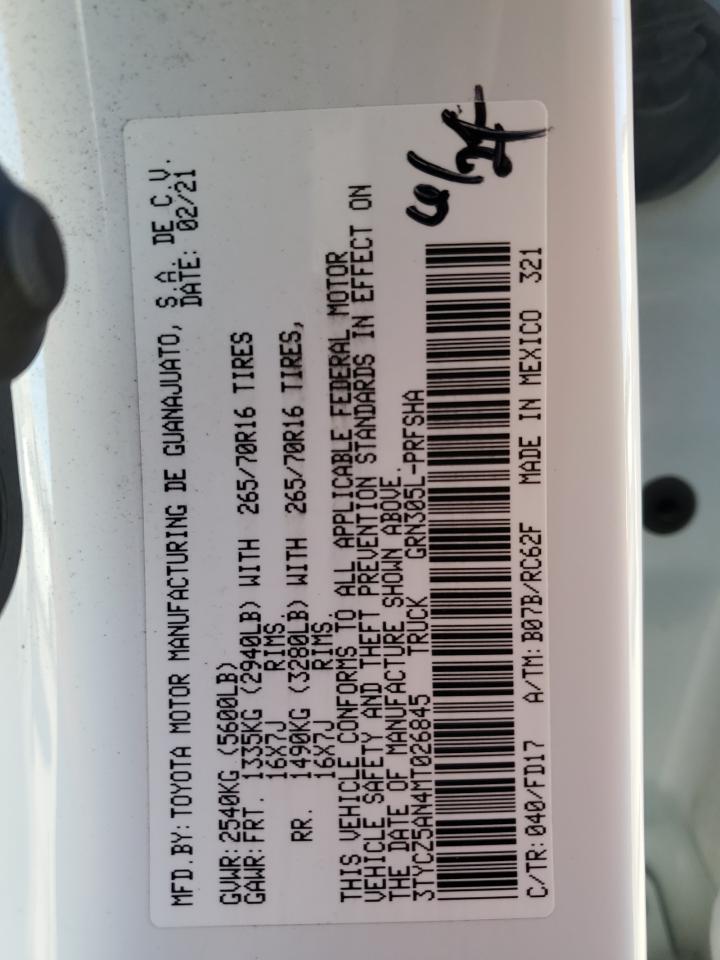 MFD.BY:TOYOTA MOTOR MANUFACTURING DE GUANAJUATO, S.A. DE C.V.
DATE: 02/21
GVWR:2540KG (5600LB)
GAWR:FRT. 1335KG (2940LB) WITH 265/70R16 TIRES
16X7J RIMS.
RR. 1490KG (3280LB) WITH 265/70R16 TIRES,
16X7J RIMS.
THIS VEHICLE CONFORMS TO ALL APPLICABLE FEDERAL MOTOR
VEHICLE SAFETY AND THEFT PREVENTION STANDARDS IN EFFECT ON
THE DATE OF MANUFACTURE SHOWN ABOVE.
3TYCZ5AN4MT026845 TRUCK GRN305L-PRFSHA
C/TR:040/FD17 A/TM:B07B/RC62F MADE IN MEXICO 321